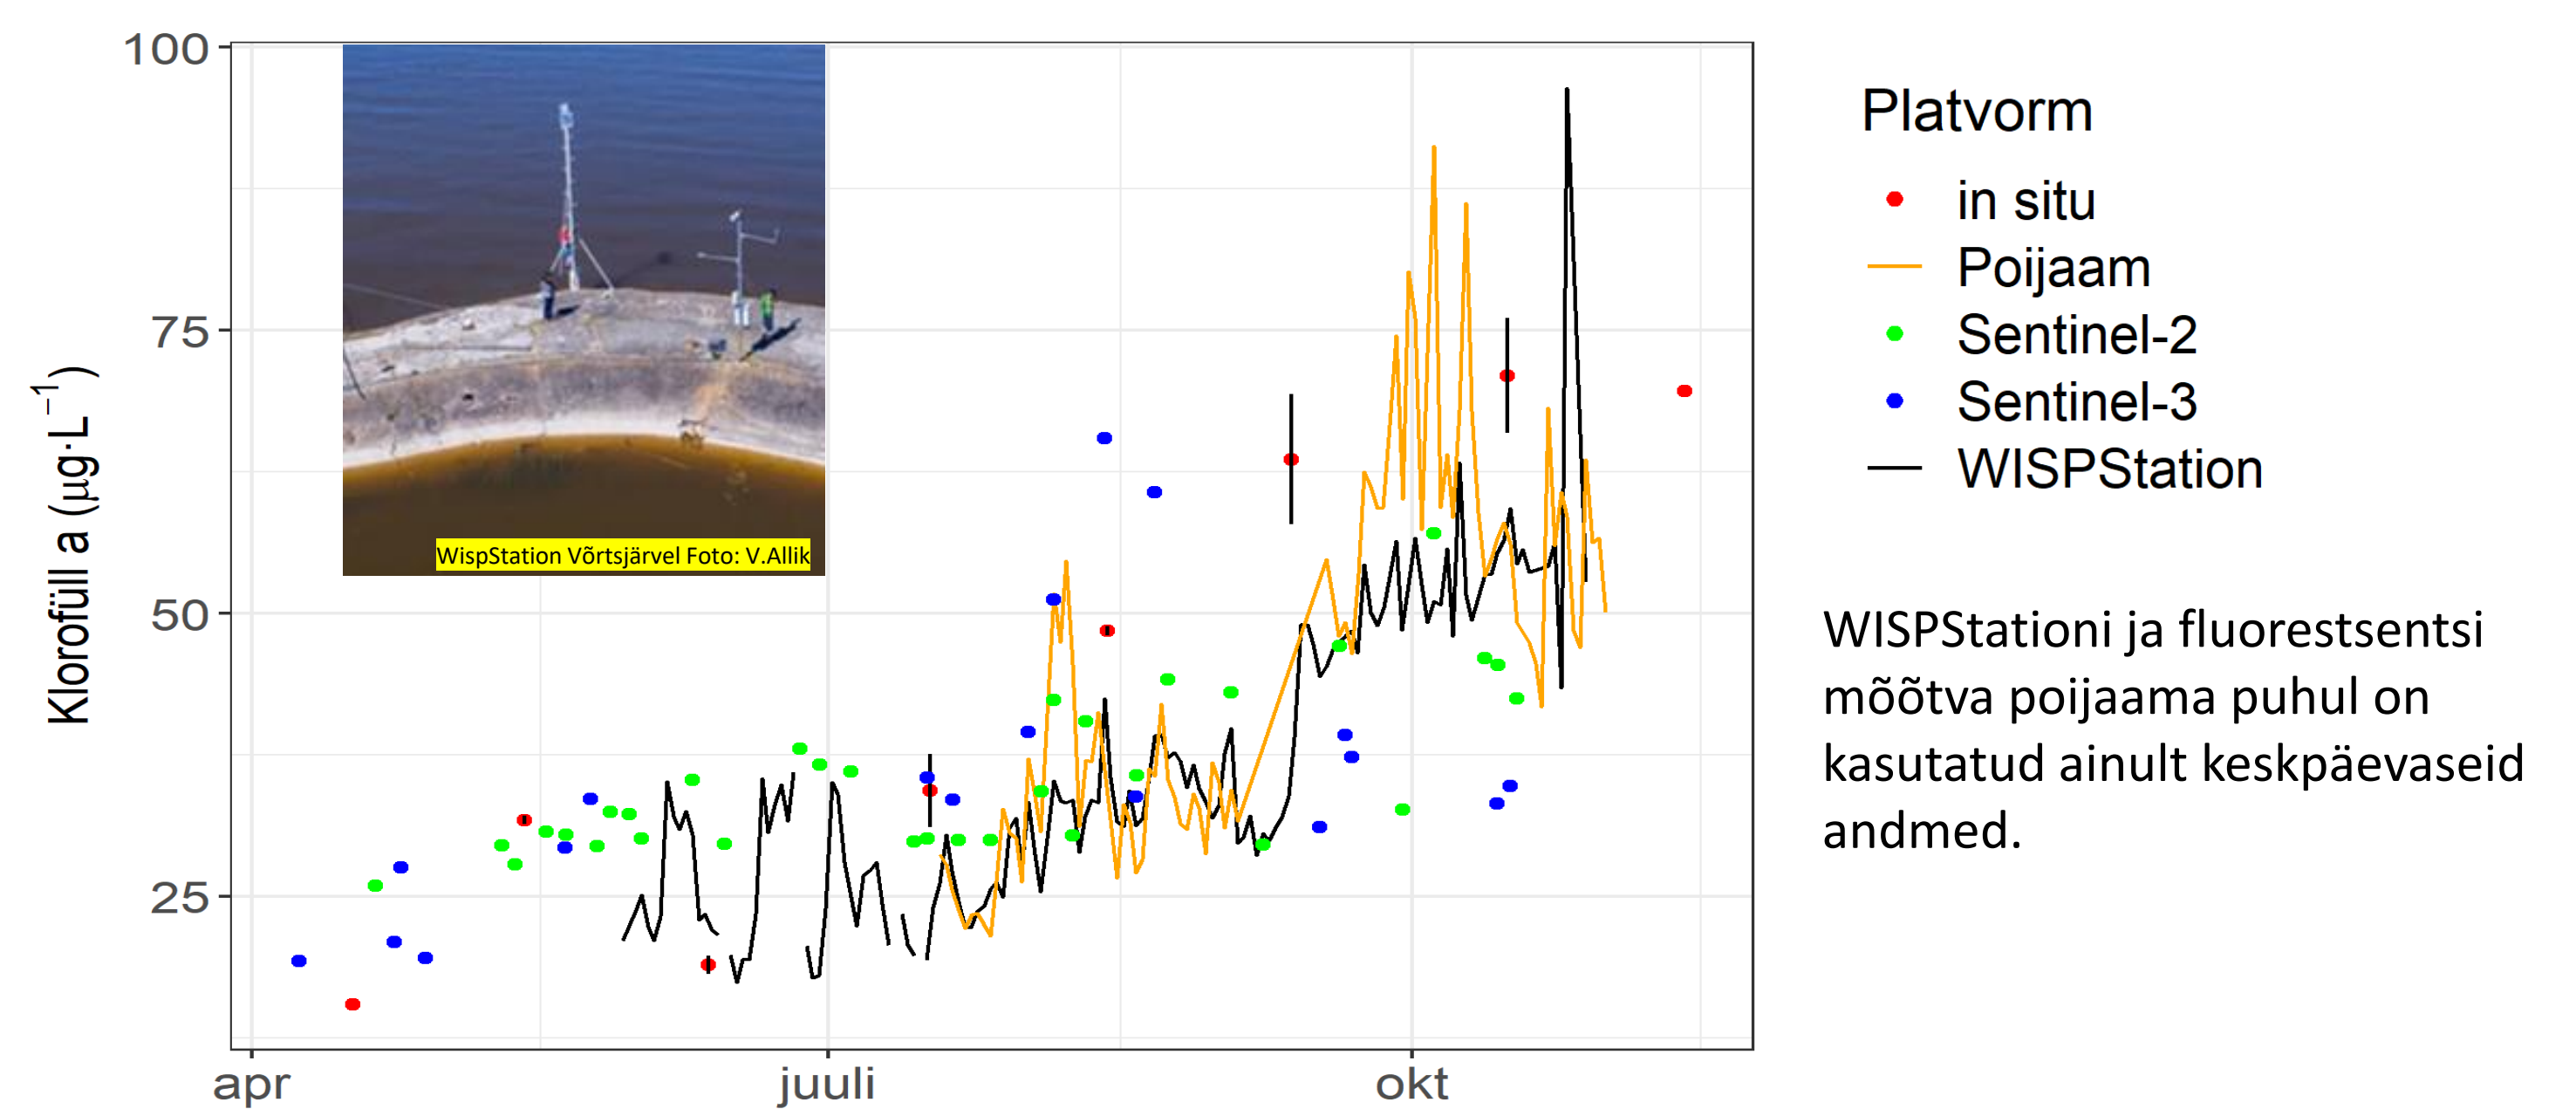 100
75
50
25
Klorofüll a (µg·L⁻¹)
apr
juuli
okt
WispStation Võrtsjärvel Foto: V.Allik
Platvorm
in situ
Poijaam
Sentinel-2
Sentinel-3
WISPStation
WISPStationi ja fluorestsentsi
mõõtva poijaama puhul on
kasutatud ainult keskpäevaseid
andmed.